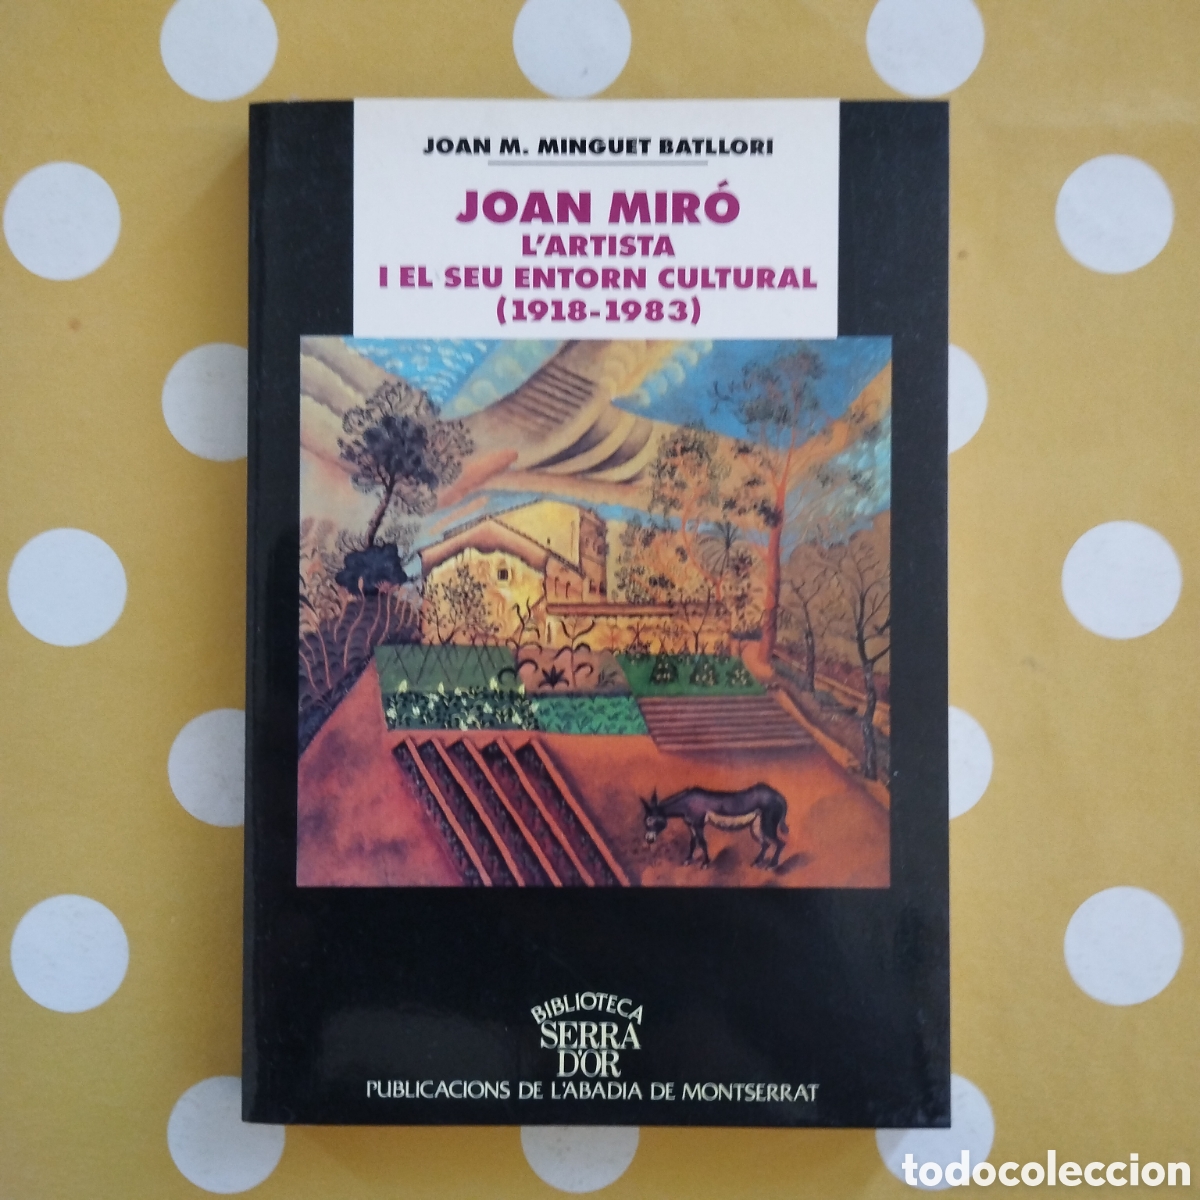 JOAN M. MINGUET BATLLORI
JOAN MIRÓ
L'ARTISTA
I EL SEU ENTORN CULTURAL
(1918-1983)
BIBLIOTECA
SERRA
D'OR
PUBLICACIONS DE L'ABADIA DE MONTSERRAT
todocoleccion